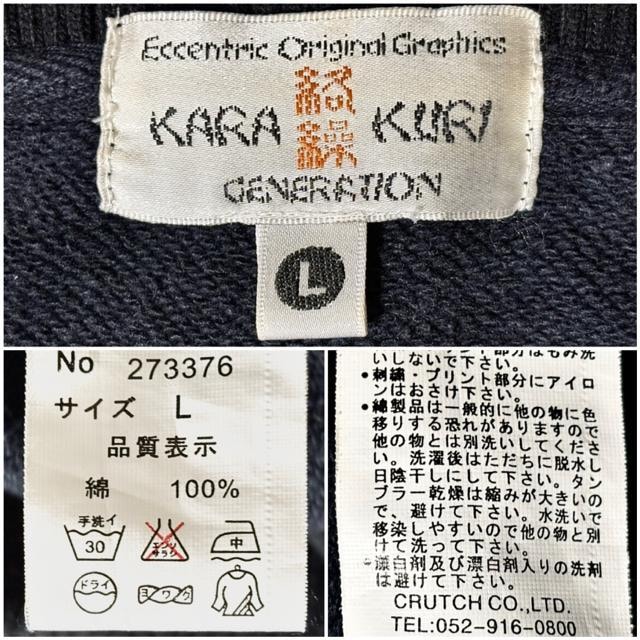 Eccentric Original Graphics
絡
KARA KURI
繰
GENERATION
L
No 273376
サイズ L
品質表示
綿 100%
手洗イ
30
エンソ
サラシ
中
ドライ
ヨワク
いしないで下さい。
•刺繍・プリント部分にアイロ
ンはおさけ下さい。
•綿製品は一般的に他の物に色
移りする恐れがありますので
他の物とは別洗いしてくださ
い。洗濯後はただちに脱水し
日陰干しにして下さい。タン
ブラー乾燥は縮みが大きいの
で、避けて下さい。水洗いで
移染しやすいので他の物と別
けて洗って下さい。
•漂白剤及び漂白剤入りの洗剤
は避けて下さい。
CRUTCH CO.,LTD.
TEL:052-916-0800